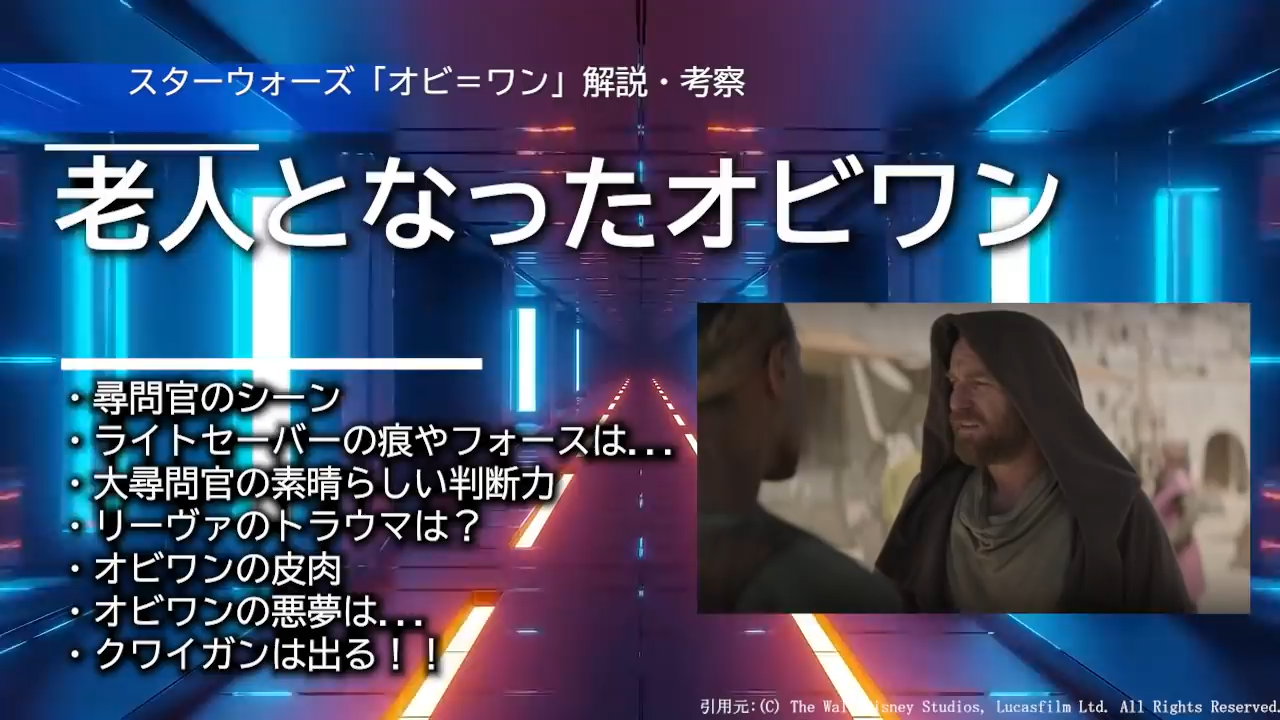 スターウォーズ「オビ＝ワン」解説・考察
老人となったオビワン
・尋問官のシーン
・ライトセーバーの痕やフォースは...
・大尋問官の素晴らしい判断力
・リーヴァのトラウマは？
・オビワンの皮肉
・オビワンの悪夢は...
・クワイガンは出る！！
引用元:(C) The Walt Disney Studios, Lucasfilm Ltd. All Rights Reserved.